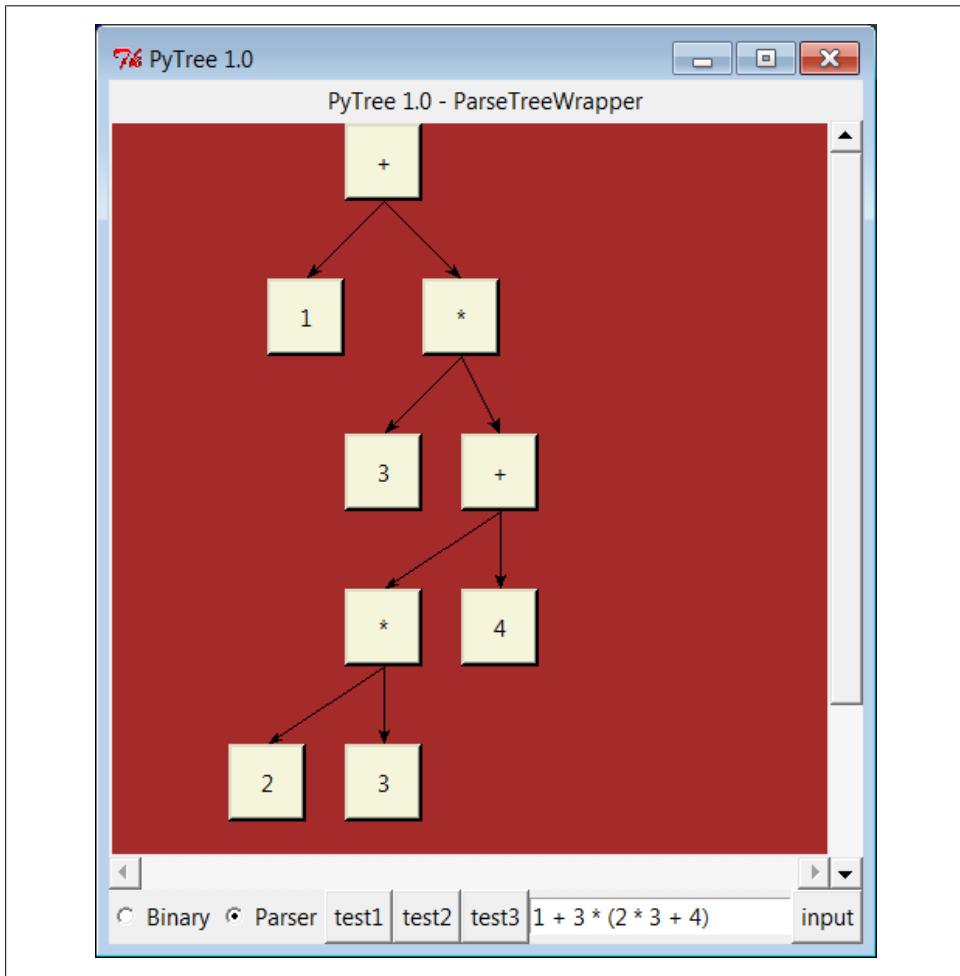 PyTree 1.0
PyTree 1.0 - ParseTreeWrapper
+
1 *
3 +
* 4
2 3
Binary Parser test1 test2 test3 1 + 3 * (2 * 3 + 4) input